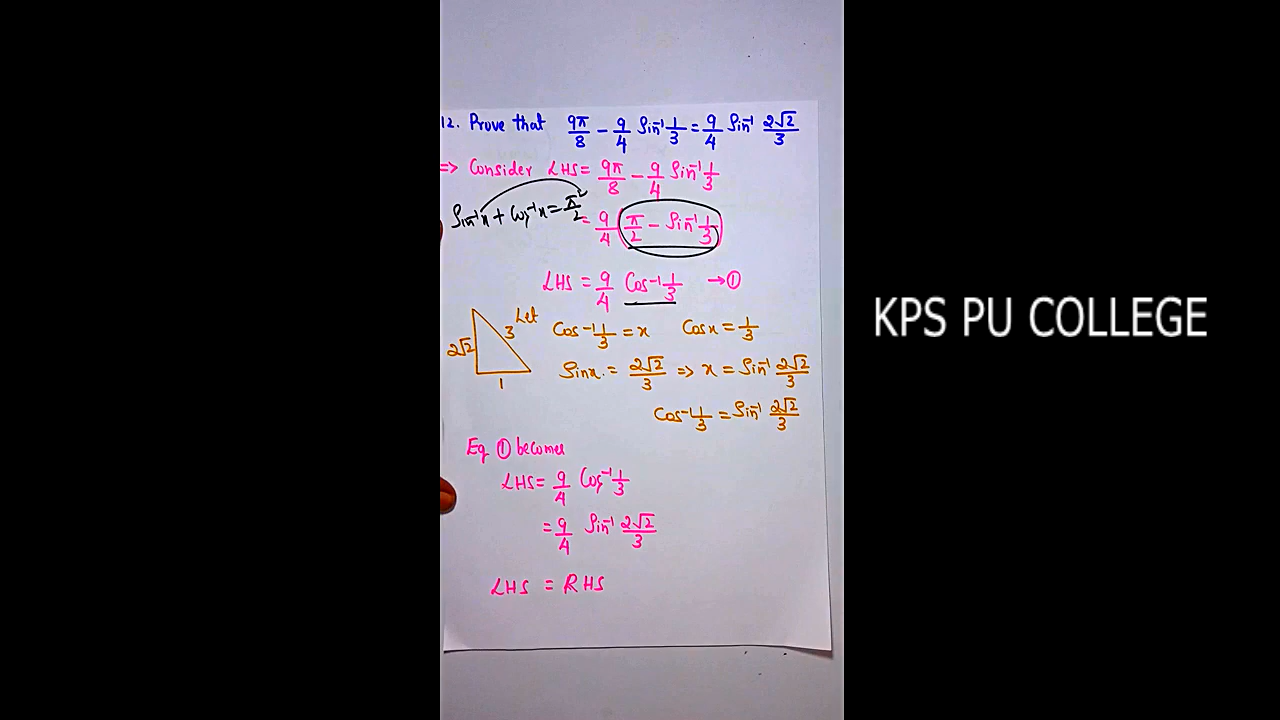 12. Prove that 9π/8 - 9/4 Sin⁻¹ 1/3 = 9/4 Sin⁻¹ 2√2/3
=> Consider LHS = 9π/8 - 9/4 Sin⁻¹ 1/3
Sin⁻¹x + Cos⁻¹x = π/2
= 9/4 (π/2 - Sin⁻¹ 1/3)
LHS = 9/4 Cos⁻¹ 1/3 → ①
2√2 3 1
Let Cos⁻¹ 1/3 = x Cos x = 1/3
Sin x = 2√2/3 => x = Sin⁻¹ 2√2/3
Cos⁻¹ 1/3 = Sin⁻¹ 2√2/3
Eq ① becomes
LHS = 9/4 Cos⁻¹ 1/3
= 9/4 Sin⁻¹ 2√2/3
LHS = RHS
KPS PU COLLEGE